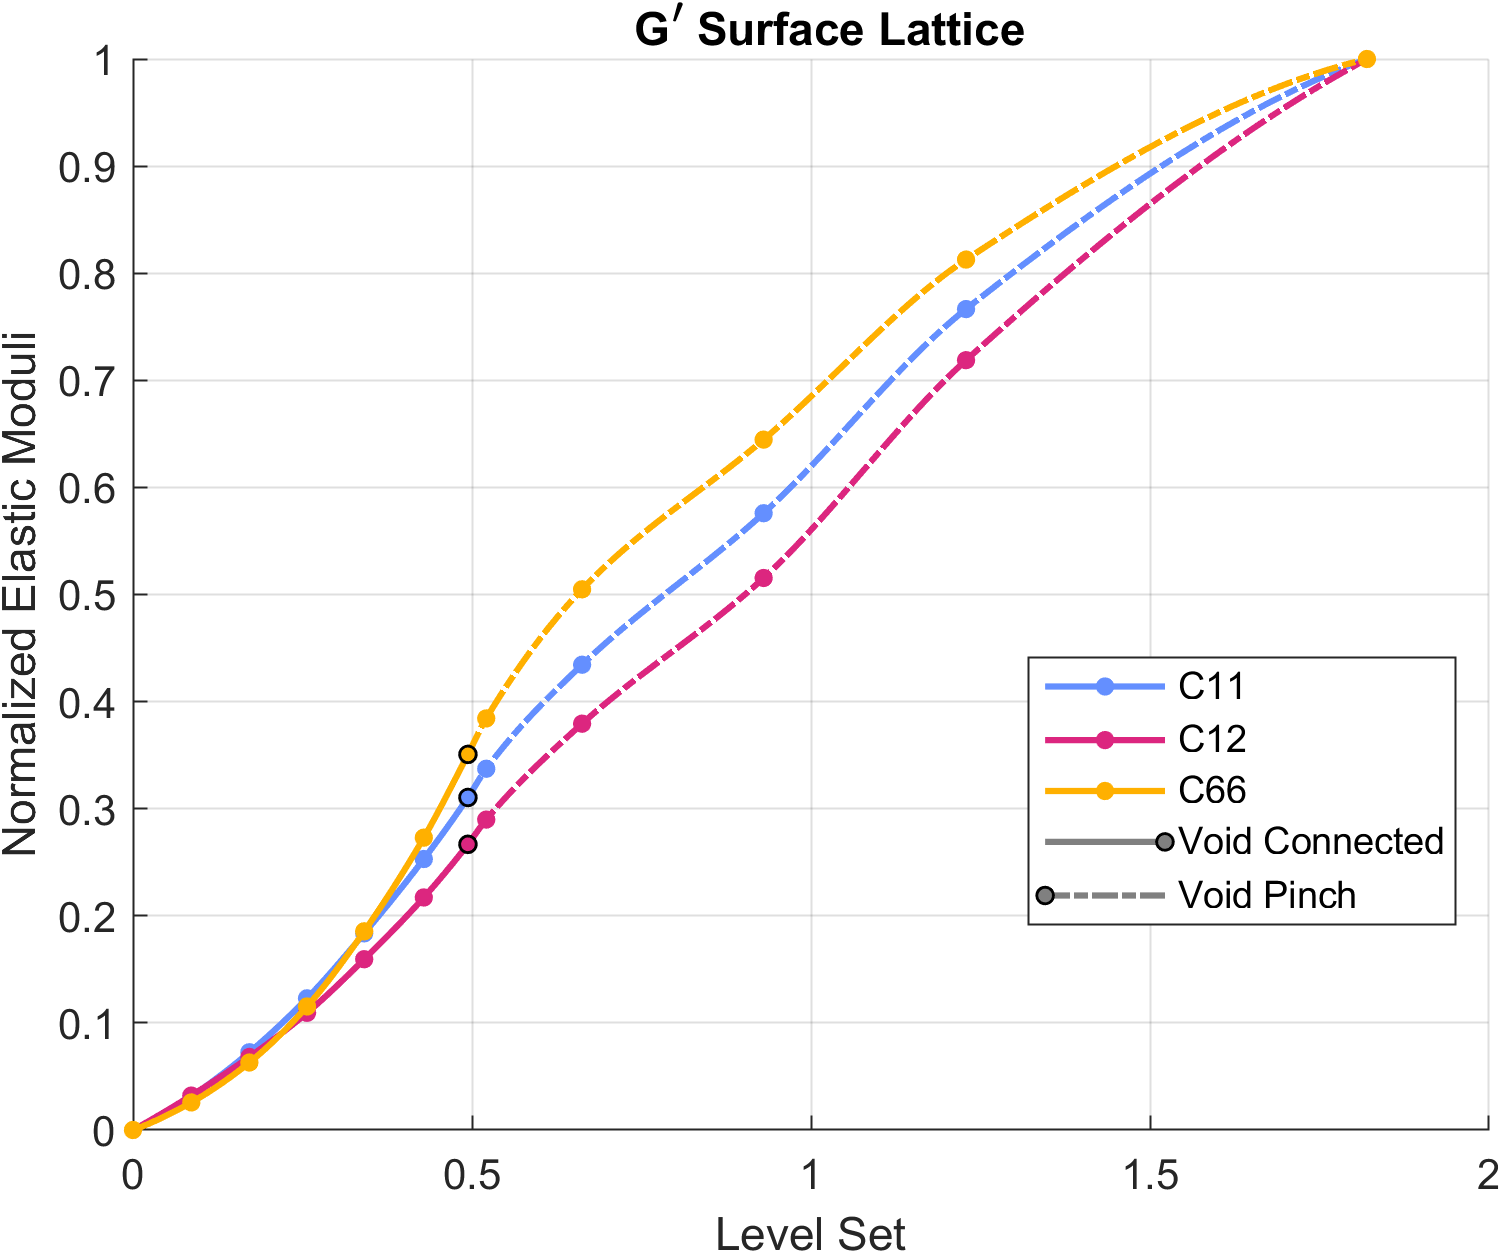 G′ Surface Lattice
Normalized Elastic Moduli
1
0.9
0.8
0.7
0.6
0.5
0.4
0.3
0.2
0.1
0
0 0.5 1 1.5 2
Level Set
C11
C12
C66
Void Connected
Void Pinch